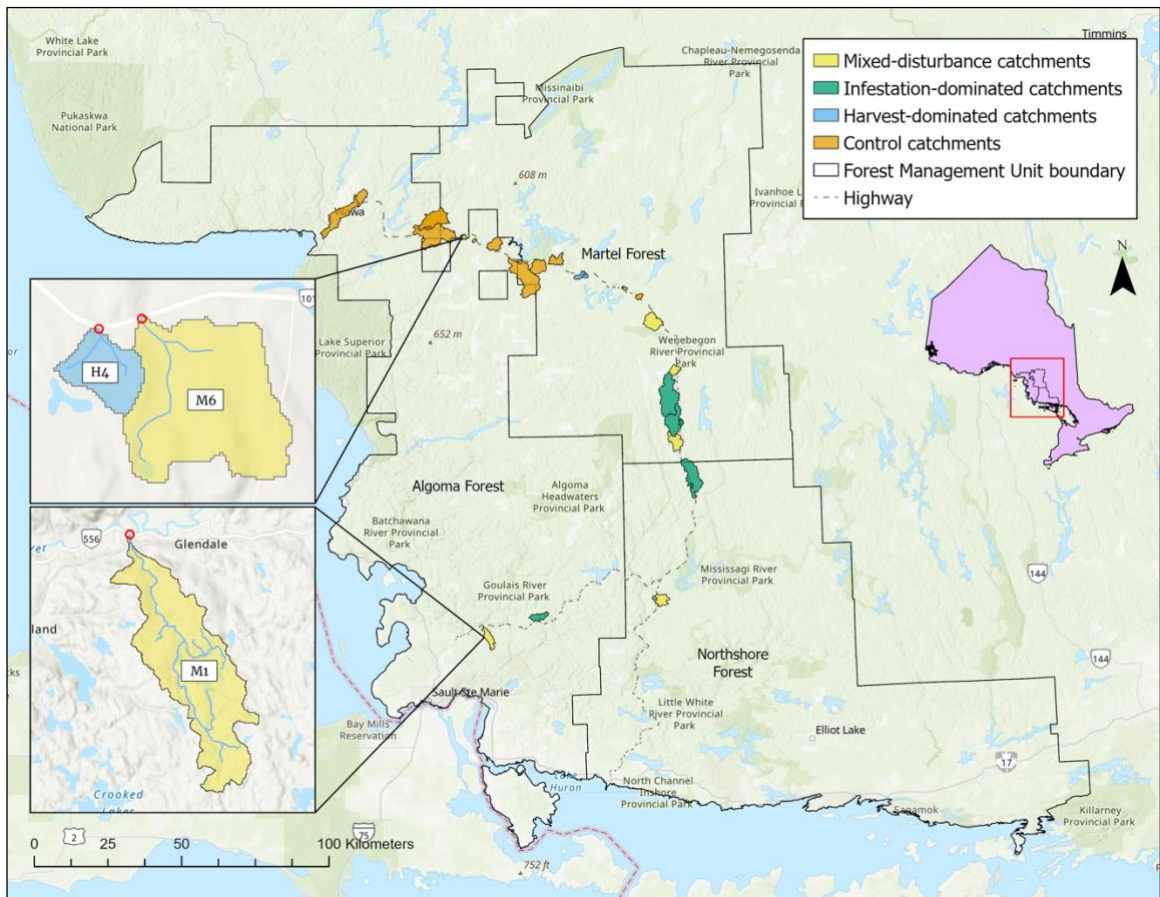 White Lake
Provincial Park
Chapleau-Nemegosenda
River Provincial
Park
Timmins
Missinaibi
Provincial Park
Pukaskwa
National Park
Mixed-disturbance catchments
Infestation-dominated catchments
Harvest-dominated catchments
Control catchments
Forest Management Unit boundary
Highway
608 m
Ivanhoe L
Provincial P
Martel Forest
N
101
H4
M6
Lake Superior
Provincial Park
652 m
Wenebegon
River Provincial
Park
Algoma Forest
Algoma
Headwaters
Provincial Park
Batchawana
River Provincial
Park
556
Glendale
land
M1
Crooked
Goulais River
Provincial Park
Mississagi River
Provincial Park
144
144
Northshore
Forest
Sault Ste Marie
Bay Mills
Reservation
Little White
River Provincial
Park
Elliot Lake
17
Lake
Huron
North Channel
Inshore
Provincial Park
Sagamok
Killarney
Provincial Park
2
75
0 25 50 100 Kilometers
752 ft